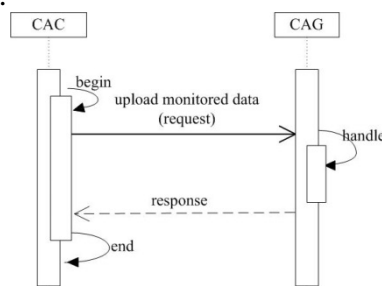 CAC
CAG
begin
upload monitored data
(request)
handle
response
end